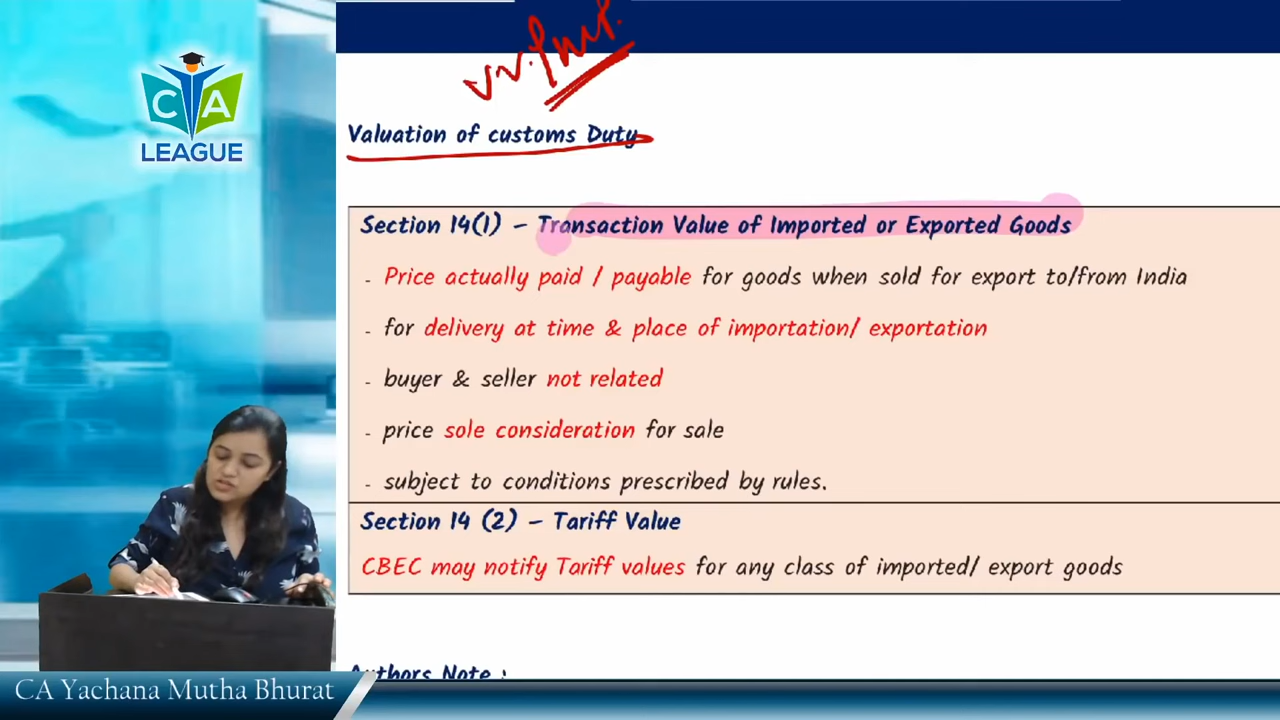 v.v. Imp.
CA
LEAGUE
Valuation of customs Duty
Section 14(1) – Transaction Value of Imported or Exported Goods
- Price actually paid / payable for goods when sold for export to/from India
- for delivery at time & place of importation/ exportation
- buyer & seller not related
- price sole consideration for sale
- subject to conditions prescribed by rules.
Section 14 (2) – Tariff Value
CBEC may notify Tariff values for any class of imported/ export goods
Authors Note :
CA Yachana Mutha Bhurat